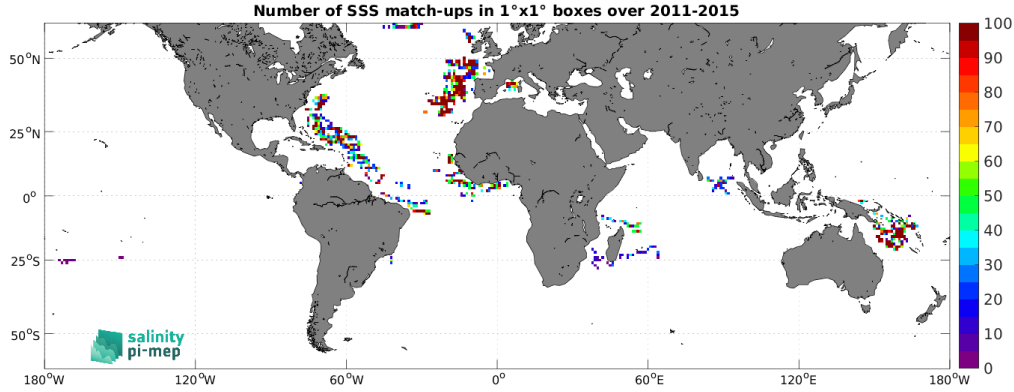 Number of SSS match-ups in 1°x1° boxes over 2011-2015
50°N
25°N
0°
25°S
50°S
180°W
120°W
60°W
0°
60°E
120°E
180°W
100
90
80
70
60
50
40
30
20
10
0
salinity
pi-mep